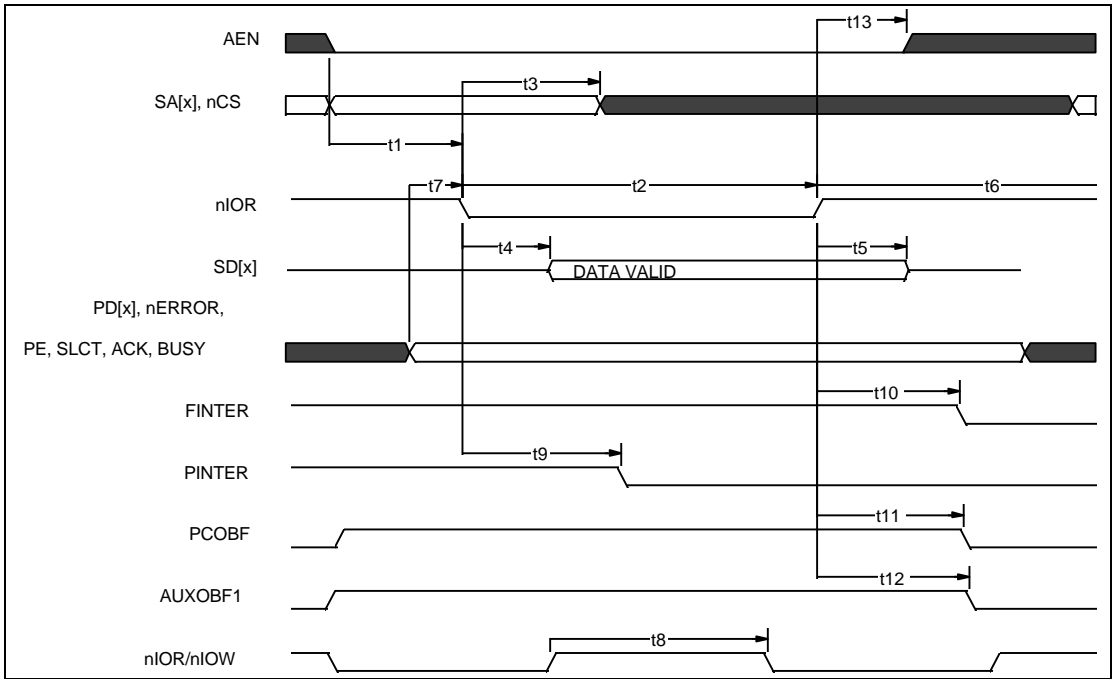 t13
AEN
t3
SA[x], nCS
t1
t7
t2
t6
nIOR
t4
t5
SD[x]
DATA VALID
PD[x], nERROR,
PE, SLCT, ACK, BUSY
t10
FINTER
t9
PINTER
t11
PCOBF
t12
AUXOBF1
t8
nIOR/nIOW